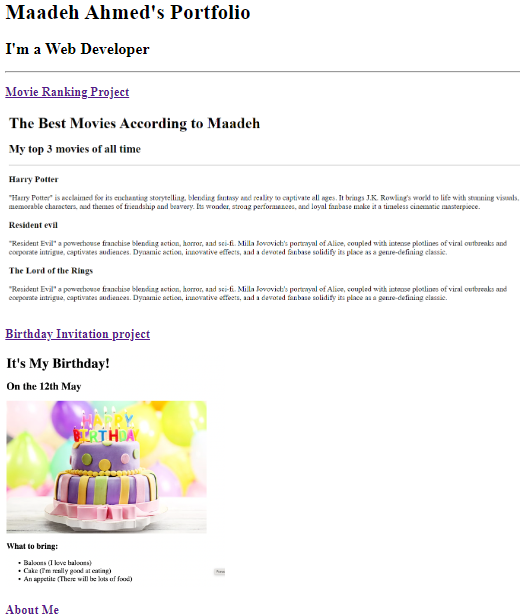 Maadeh Ahmed's Portfolio
I'm a Web Developer
Movie Ranking Project
The Best Movies According to Maadeh
My top 3 movies of all time
Harry Potter
"Harry Potter" is acclaimed for its enchanting storytelling, blending fantasy and reality to captivate all ages. It brings J.K. Rowling's world to life with stunning visuals,
memorable characters, and themes of friendship and bravery. Its wonder, strong performances, and loyal fanbase make it a timeless cinematic masterpiece.
Resident evil
"Resident Evil" a powerhouse franchise blending action, horror, and sci-fi. Milla Jovovich's portrayal of Alice, coupled with intense plotlines of viral outbreaks and
corporate intrigue, captivates audiences. Dynamic action, innovative effects, and a devoted fanbase solidify its place as a genre-defining classic.
The Lord of the Rings
"Resident Evil" a powerhouse franchise blending action, horror, and sci-fi. Milla Jovovich's portrayal of Alice, coupled with intense plotlines of viral outbreaks and
corporate intrigue, captivates audiences. Dynamic action, innovative effects, and a devoted fanbase solidify its place as a genre-defining classic.
Birthday Invitation project
It's My Birthday!
On the 12th May
HAPPY
BIRTHDAY
What to bring:
Baloons (I love baloons)
Cake (I'm really good at eating)
An appetite (There will be lots of food)
About Me